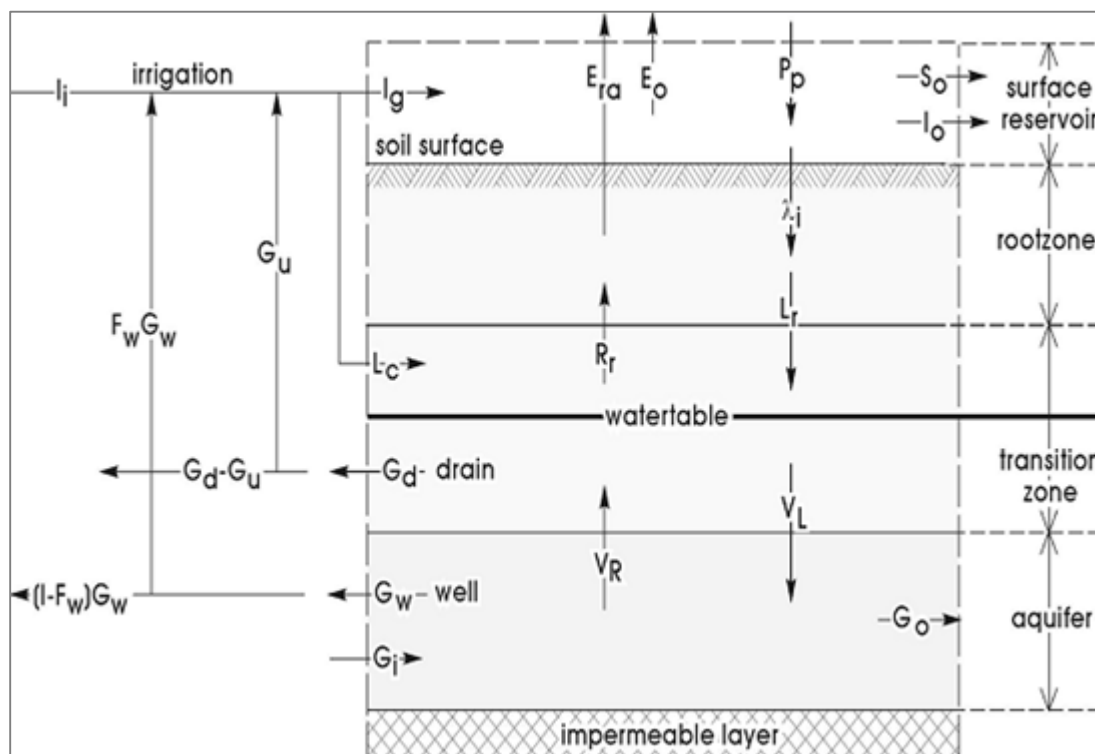 irrigation
Ii
Ig
Era
Eo
Pp
So
Io
surface
reservoir
soil surface
λi
rootzone
Gu
FwGw
Lr
Rr
Lc
watertable
Gd-Gu
Gd- drain
VL
transition
zone
VR
(I-Fw)Gw
Gw- well
Go
aquifer
Gi
impermeable layer